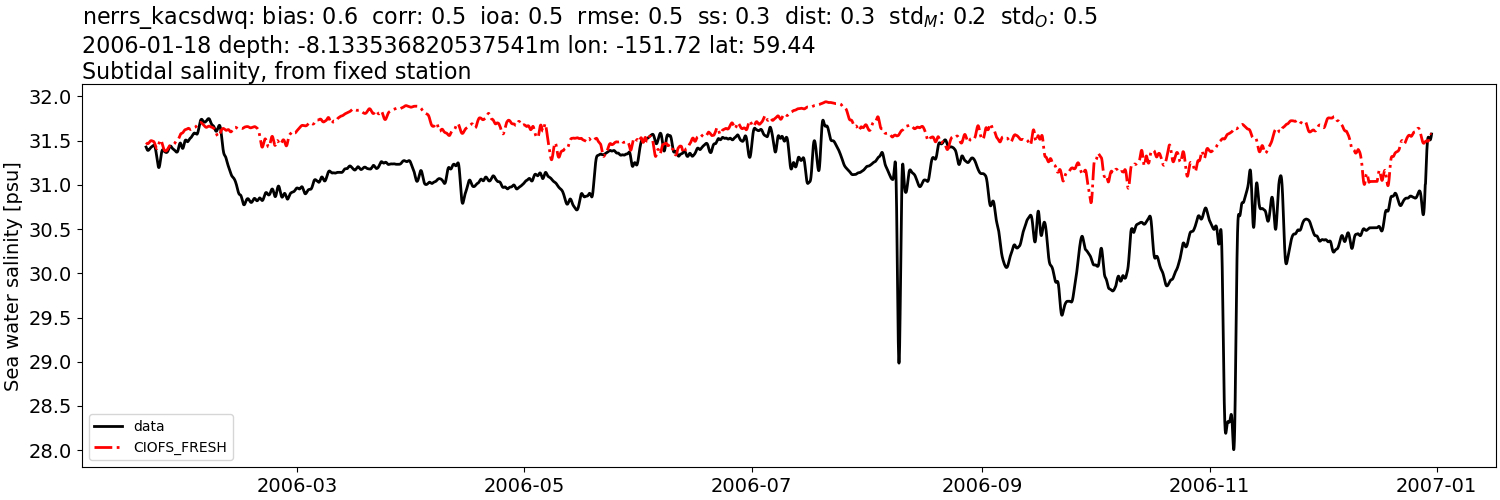 nerrs_kacsdwq: bias: 0.6 corr: 0.5 ioa: 0.5 rmse: 0.5 ss: 0.3 dist: 0.3 std_M: 0.2 std_O: 0.5
2006-01-18 depth: -8.133536820537541m lon: -151.72 lat: 59.44
Subtidal salinity, from fixed station
Sea water salinity [psu]
32.0
31.5
31.0
30.5
30.0
29.5
29.0
28.5
28.0
data
CIOFS_FRESH
2006-03 2006-05 2006-07 2006-09 2006-11 2007-01